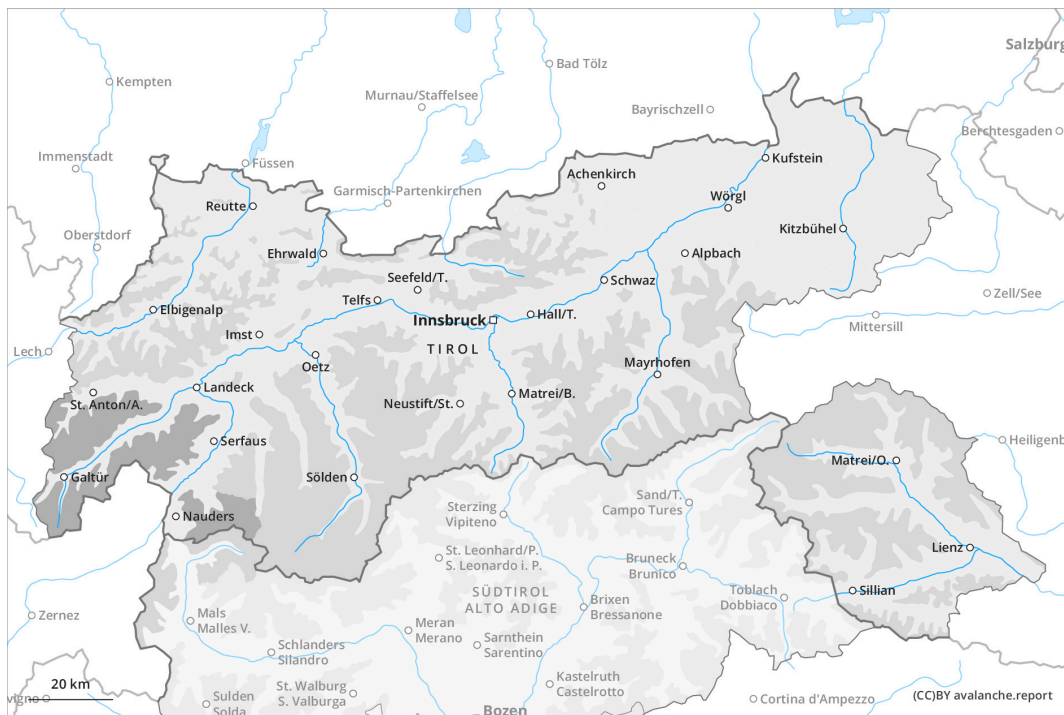 Salzburg
Bad Tölz
Kempten
Murnau/Staffelsee
Bayrischzell
Berchtesgaden
Immenstadt
Füssen
Kufstein
Achenkirch
Garmisch-Partenkirchen
Wörgl
Reutte
Kitzbühel
Oberstdorf
Ehrwald
Alpbach
Seefeld/T.
Schwaz
Telfs
Zell/See
Elbigenalp
Innsbruck
Hall/T.
Mittersill
Imst
TIROL
Lech
Oetz
Mayrhofen
Landeck
St. Anton/A.
Neustift/St.
Matrei/B.
Serfaus
Heiligenb
Matrei/O.
Galtür
Sölden
Sand/T.
Campo Tures
Sterzing
Vipiteno
Nauders
Lienz
St. Leonhard/P.
S. Leonardo i. P.
Bruneck
Brunico
SÜDTIROL
ALTO ADIGE
Toblach
Dobbiaco
Sillian
Brixen
Bressanone
Zernez
Mals
Malles V.
Meran
Merano
Sarnthein
Sarentino
Schlanders
Silandro
Kastelruth
Castelrotto
20 km
St. Walburg
S. Valburga
vigno
Sulden
Solda
Cortina d'Ampezzo
(CC)BY avalanche.report
Bozen